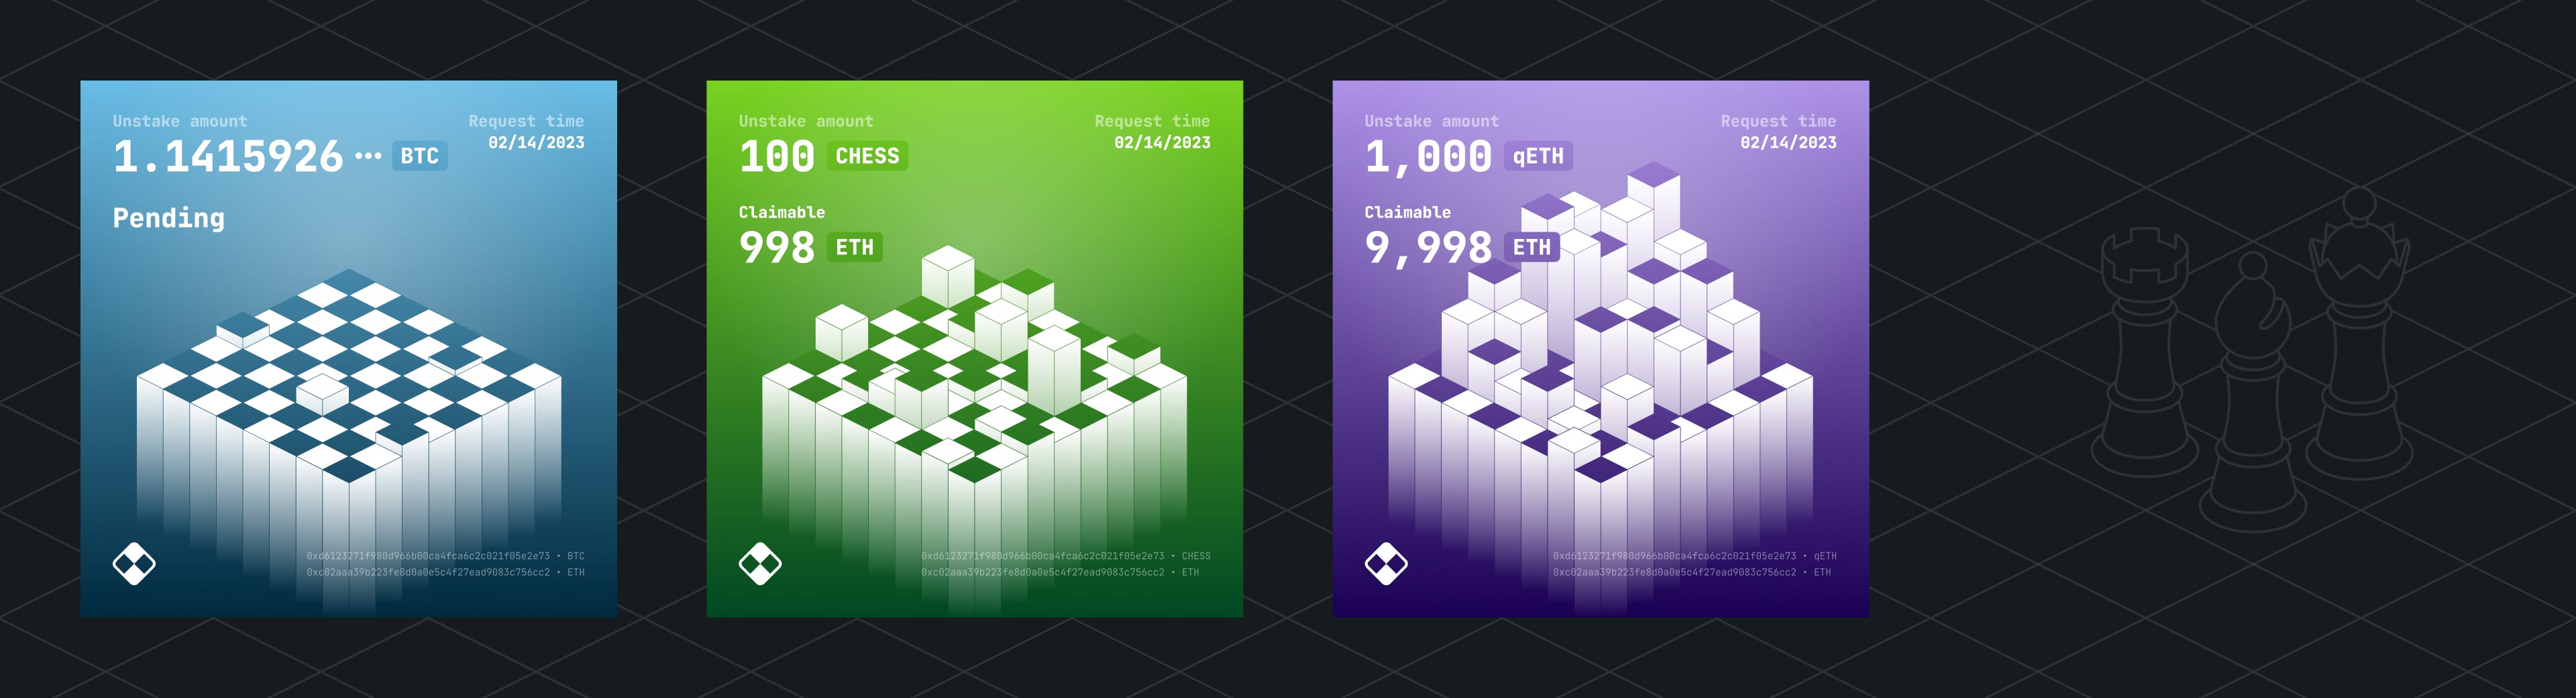 Unstake amount
1.1415926 ••• BTC
Request time
02/14/2023
Pending
0xd6123271f980d966b00ca4fca6c2c021f05e2e73 • BTC
0xc02aaa39b223fe8d0a0e5c4f27ead9083c756cc2 • ETH
Unstake amount
100 CHESS
Request time
02/14/2023
Claimable
998 ETH
0xd6123271f980d966b00ca4fca6c2c021f05e2e73 • CHESS
0xc02aaa39b223fe8d0a0e5c4f27ead9083c756cc2 • ETH
Unstake amount
1,000 qETH
Request time
02/14/2023
Claimable
9,998 ETH
0xd6123271f980d966b00ca4fca6c2c021f05e2e73 • qETH
0xc02aaa39b223fe8d0a0e5c4f27ead9083c756cc2 • ETH